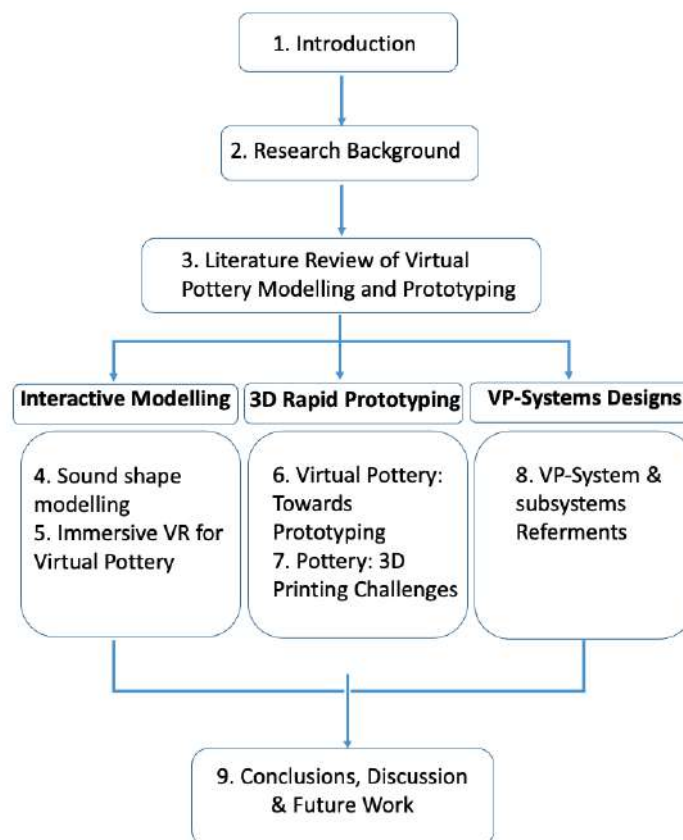 1. Introduction
2. Research Background
3. Literature Review of Virtual
Pottery Modelling and Prototyping
Interactive Modelling
4. Sound shape
modelling
5. Immersive VR for
Virtual Pottery
3D Rapid Prototyping
6. Virtual Pottery:
Towards
Prototyping
7. Pottery: 3D
Printing Challenges
VP-Systems Designs
8. VP-System &
subsystems
Referments
9. Conclusions, Discussion
& Future Work